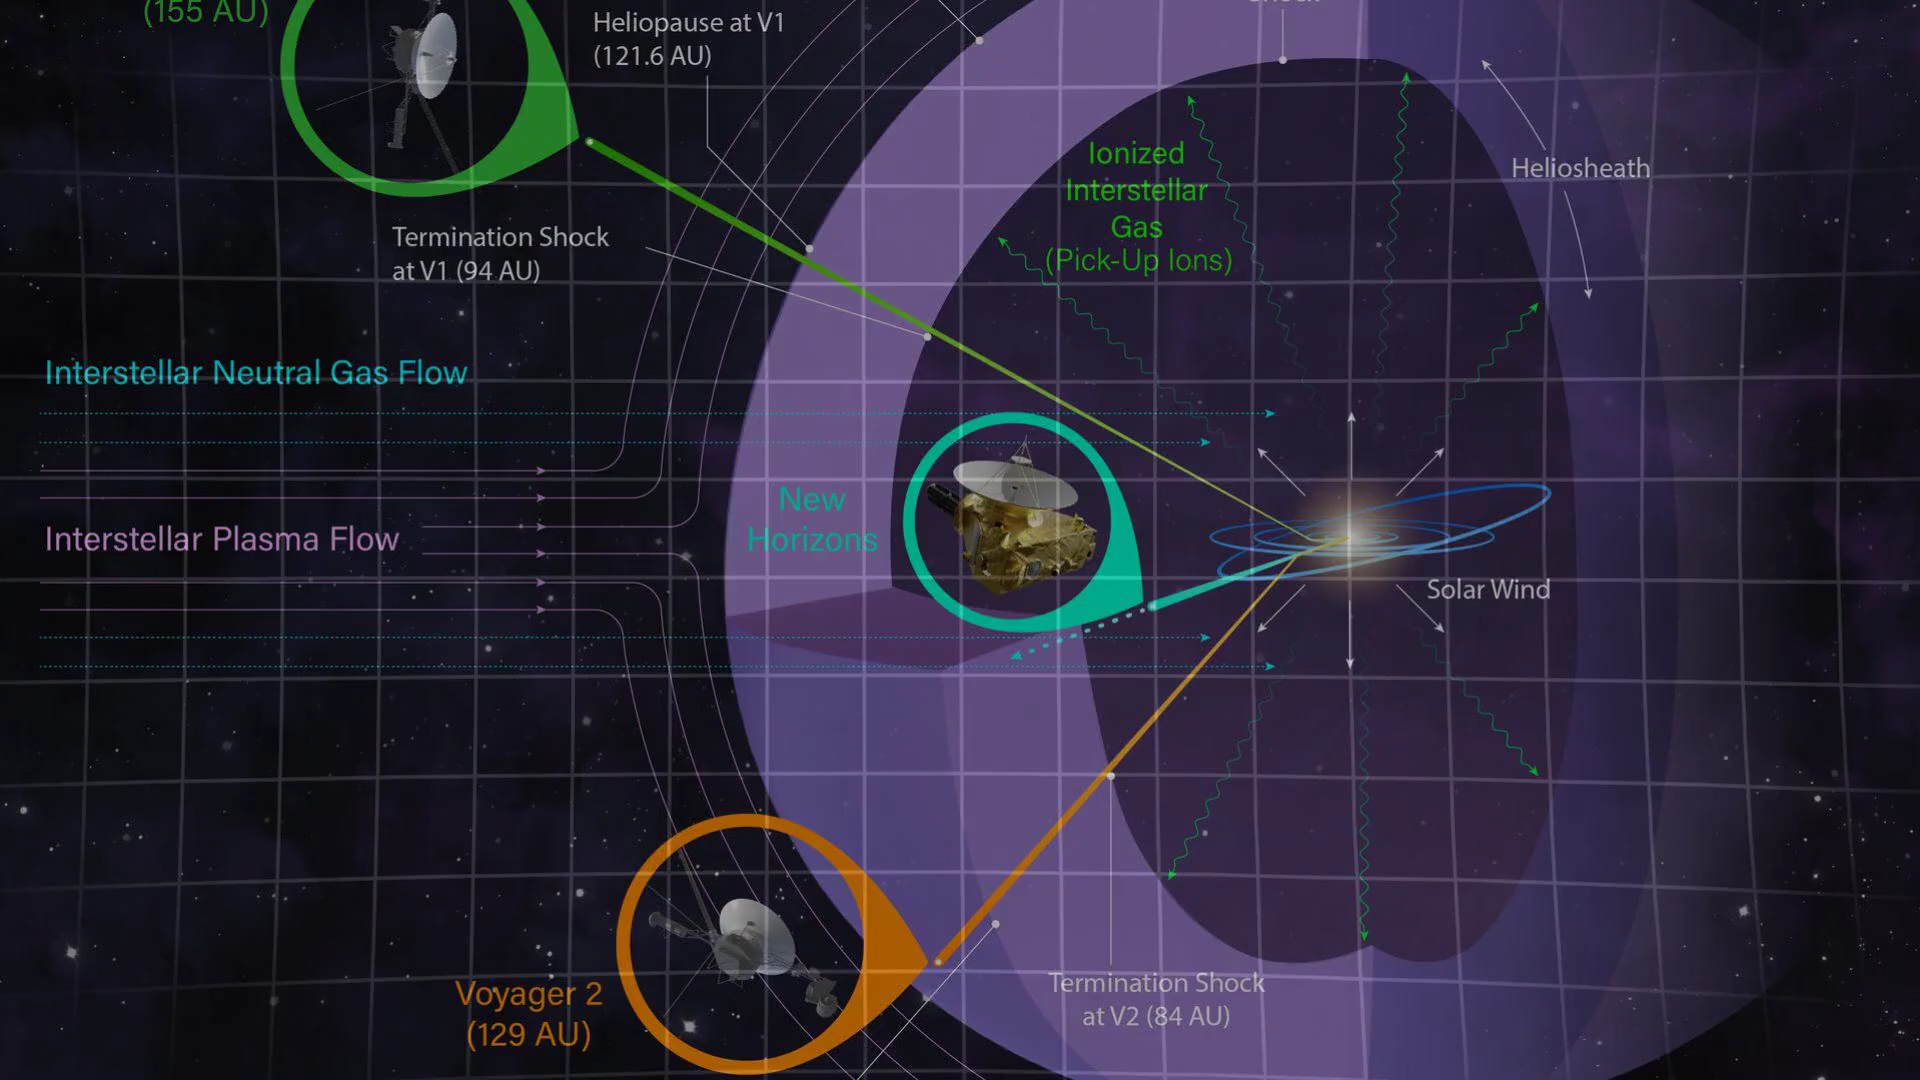 (155 AU)
Heliopause at V1
(121.6 AU)
Ionized
Interstellar
Gas
(Pick-Up Ions)
Heliosheath
Termination Shock
at V1 (94 AU)
Interstellar Neutral Gas Flow
New
Horizons
Interstellar Plasma Flow
Solar Wind
Voyager 2
(129 AU)
Termination Shock
at V2 (84 AU)